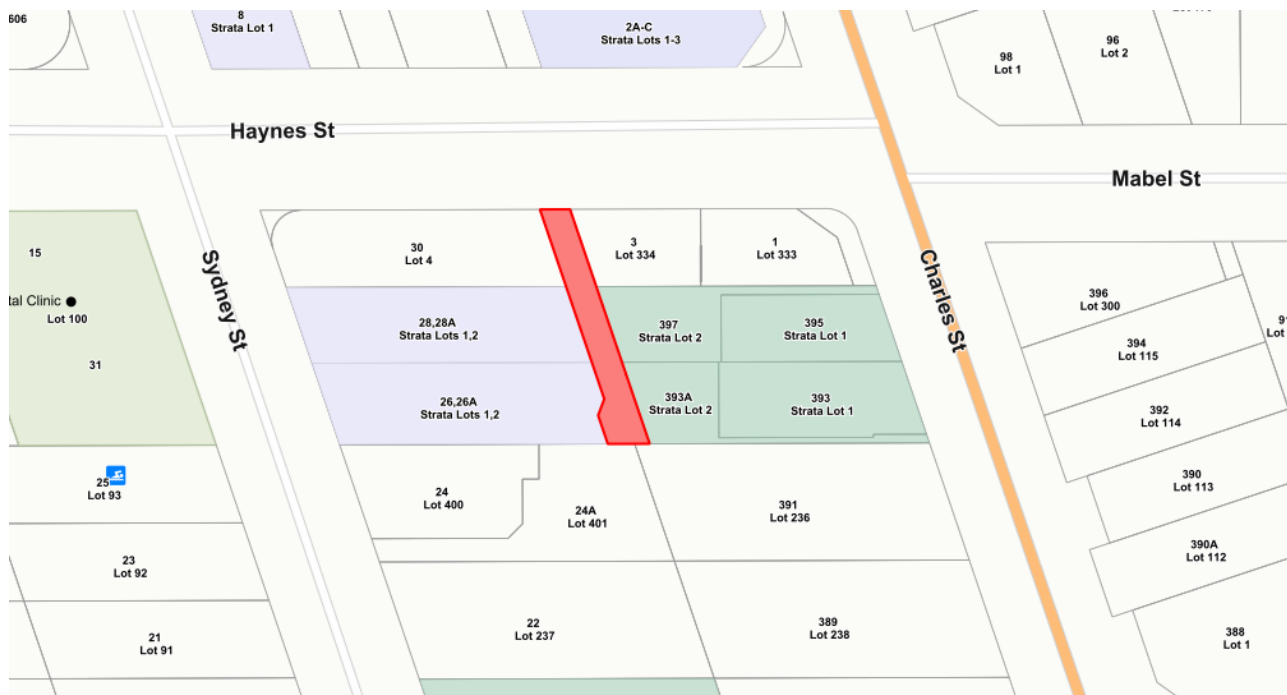 606
8
Strata Lot 1
2A-C
Strata Lots 1-3
98
Lot 1
96
Lot 2
Haynes St
Mabel St
15
tal Clinic
Lot 100
31
Sydney St
30
Lot 4
3
Lot 334
1
Lot 333
Charles St
28,28A
Strata Lots 1,2
397
Strata Lot 2
395
Strata Lot 1
26,26A
Strata Lots 1,2
393A
Strata Lot 2
393
Strata Lot 1
396
Lot 300
394
Lot 115
392
Lot 114
390
Lot 113
390A
Lot 112
388
Lot 1
9
Lot
25
Lot 93
23
Lot 92
21
Lot 91
24
Lot 400
24A
Lot 401
391
Lot 236
22
Lot 237
389
Lot 238